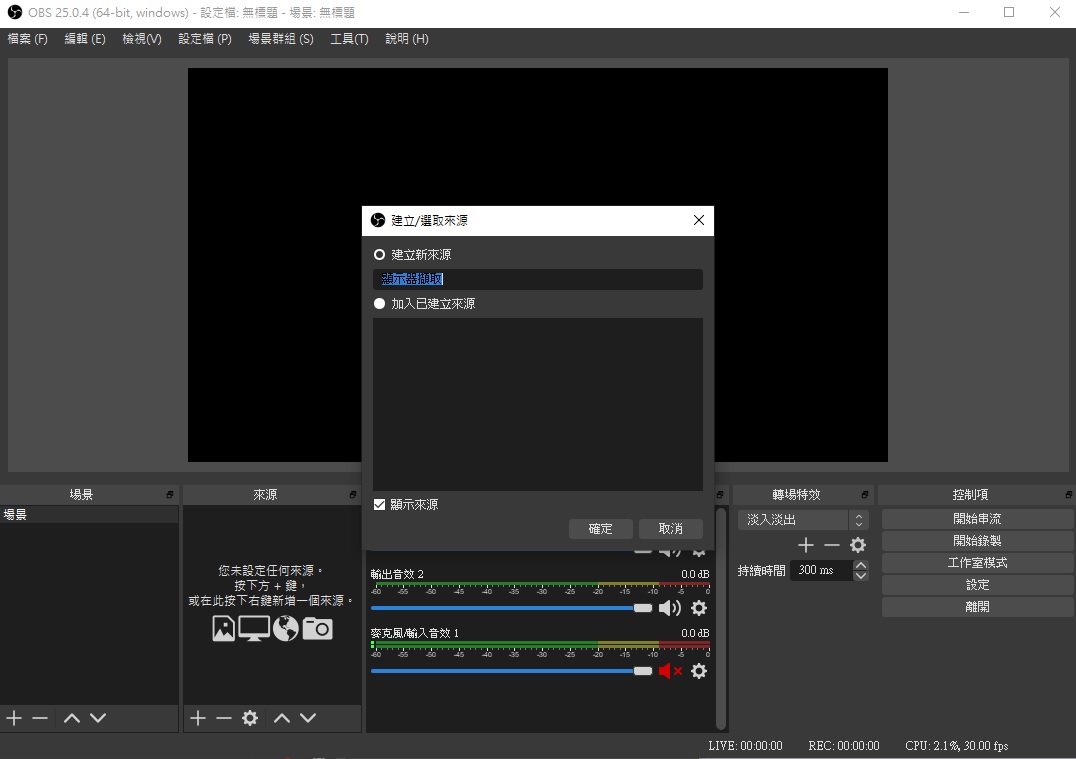 OBS 25.0.4 (64-bit, windows) - 設定檔: 無標題 - 場景: 無標題
檔案 (F) 編輯 (E) 檢視(V) 設定檔 (P) 場景群組 (S) 工具(T) 說明 (H)
建立/選取來源
建立新來源
顯示器擷取
加入已建立來源
顯示來源
確定 取消
場景
場景
來源
您未設定任何來源。
按下方 + 鍵，
或在此按下右鍵新增一個來源。
輸出音效 2 0.0 dB
-60 -55 -50 -45 -40 -35 -30 -25 -20 -15 -10 -5 0
麥克風/輸入音效 1 0.0 dB
-60 -55 -50 -45 -40 -35 -30 -25 -20 -15 -10 -5 0
轉場特效
淡入淡出
持續時間 300 ms
控制項
開始串流
開始錄製
工作室模式
設定
離開
LIVE: 00:00:00 REC: 00:00:00 CPU: 2.1%, 30.00 fps